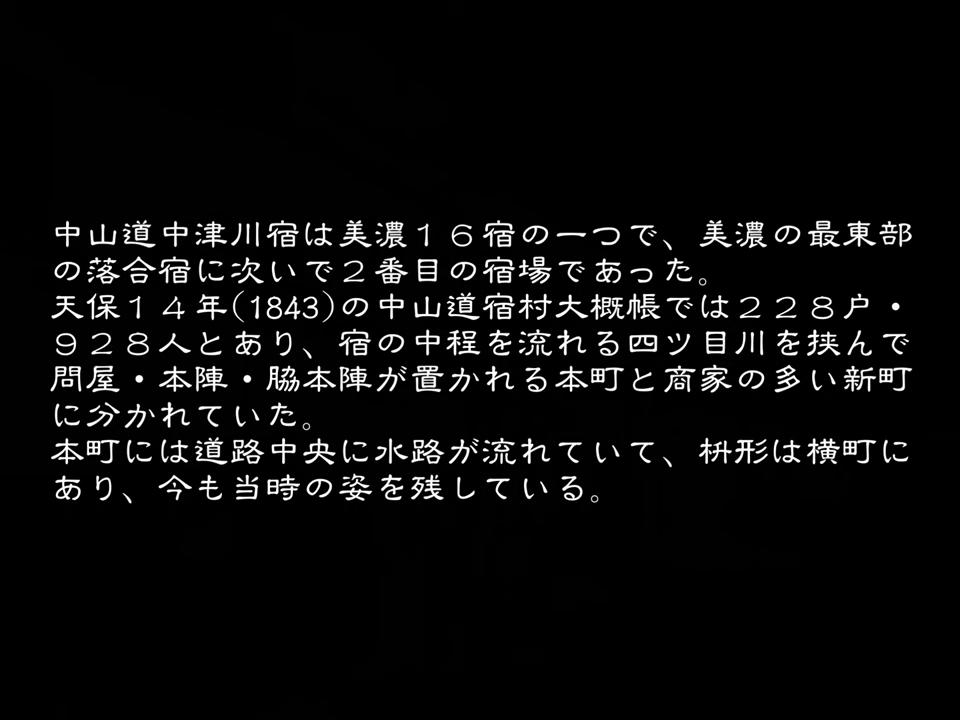 中山道中津川宿は美濃１６宿の一つで、美濃の最東部
の落合宿に次いで２番目の宿場であった。
天保１４年(1843)の中山道宿村大概帳では２２８戸・
９２８人とあり、宿の中程を流れる四ツ目川を挟んで
問屋・本陣・脇本陣が置かれる本町と商家の多い新町
に分かれていた。
本町には道路中央に水路が流れていて、枡形は横町に
あり、今も当時の姿を残している。